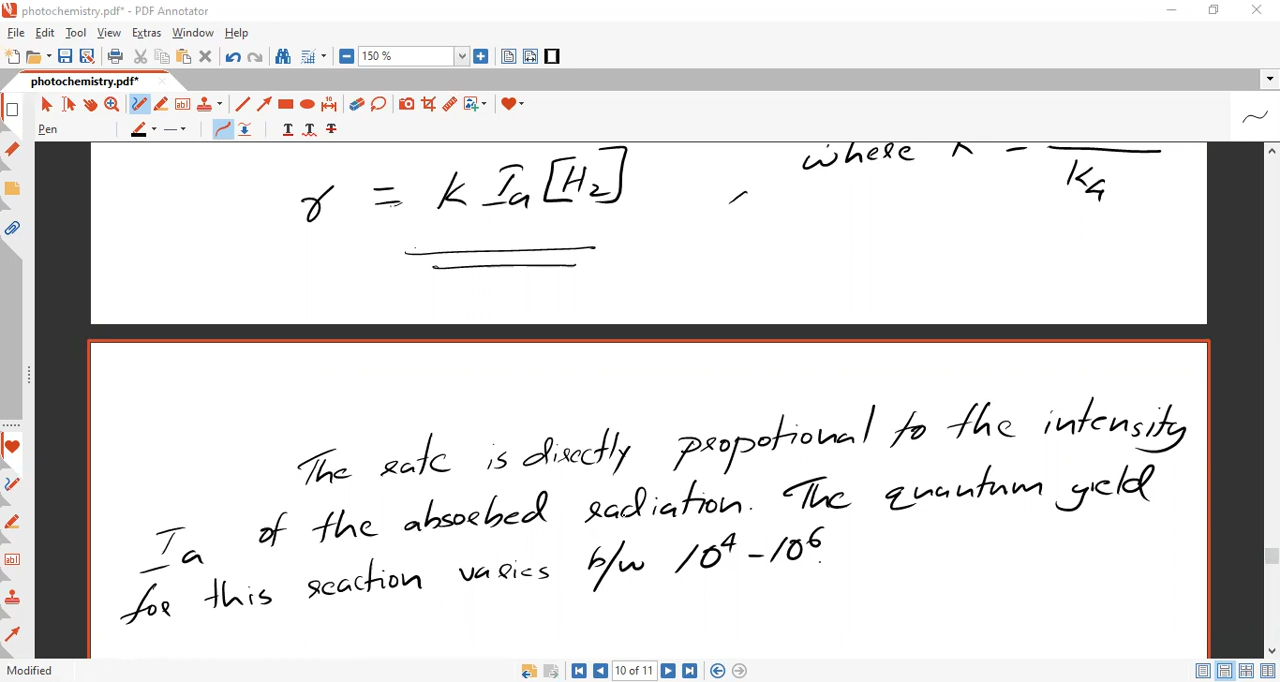 photochemistry.pdf* - PDF Annotator
File Edit Tool View Extras Window Help
150 %
photochemistry.pdf*
Pen
where k =
K4
r = k Ia [H2] ,
The rate is directly propotional to the intensity
Ia of the absorbed radiation. The quantum yield
for this reaction varies b/w 10^4 - 10^6.
Modified
10 of 11